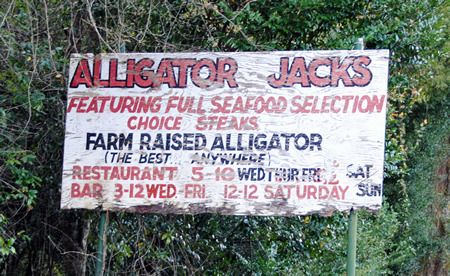 ALLIGATOR JACKS
FEATURING FULL SEAFOOD SELECTION
CHOICE STEAKS
FARM RAISED ALLIGATOR
(THE BEST... ANYWHERE)
RESTAURANT 5-10 WED THUR FRI SAT
BAR 3-12 WED FRI 12-12 SATURDAY SUN